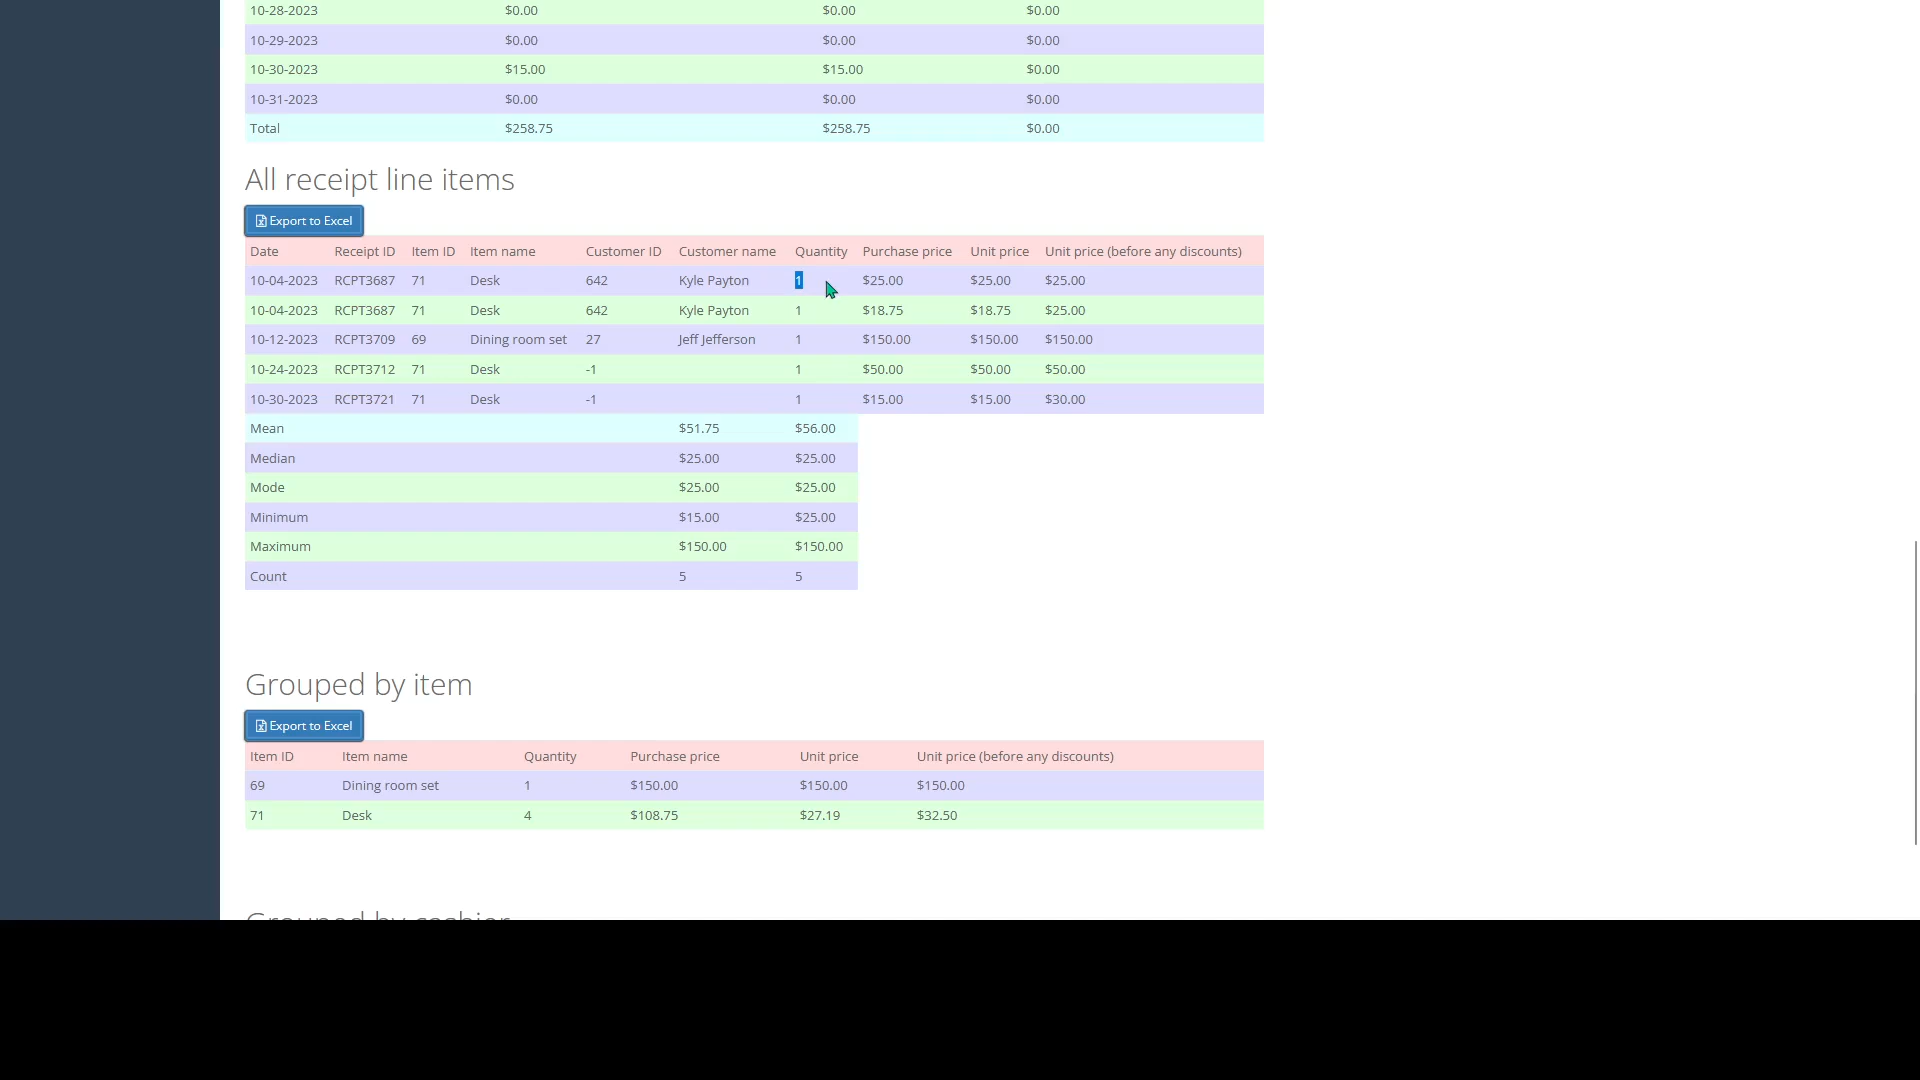 10-28-2023 $0.00 $0.00 $0.00
10-29-2023 $0.00 $0.00 $0.00
10-30-2023 $15.00 $15.00 $0.00
10-31-2023 $0.00 $0.00 $0.00
Total $258.75 $258.75 $0.00
All receipt line items
Export to Excel
Date Receipt ID Item ID Item name Customer ID Customer name Quantity Purchase price Unit price Unit price (before any discounts)
10-04-2023 RCPT3687 71 Desk 642 Kyle Payton 1 $25.00 $25.00 $25.00
10-04-2023 RCPT3687 71 Desk 642 Kyle Payton 1 $18.75 $18.75 $25.00
10-12-2023 RCPT3709 69 Dining room set 27 Jeff Jefferson 1 $150.00 $150.00 $150.00
10-24-2023 RCPT3712 71 Desk -1 1 $50.00 $50.00 $50.00
10-30-2023 RCPT3721 71 Desk -1 1 $15.00 $15.00 $30.00
Mean $51.75 $56.00
Median $25.00 $25.00
Mode $25.00 $25.00
Minimum $15.00 $25.00
Maximum $150.00 $150.00
Count 5 5
Grouped by item
Export to Excel
Item ID Item name Quantity Purchase price Unit price Unit price (before any discounts)
69 Dining room set 1 $150.00 $150.00 $150.00
71 Desk 4 $108.75 $27.19 $32.50
Grouped by cashier